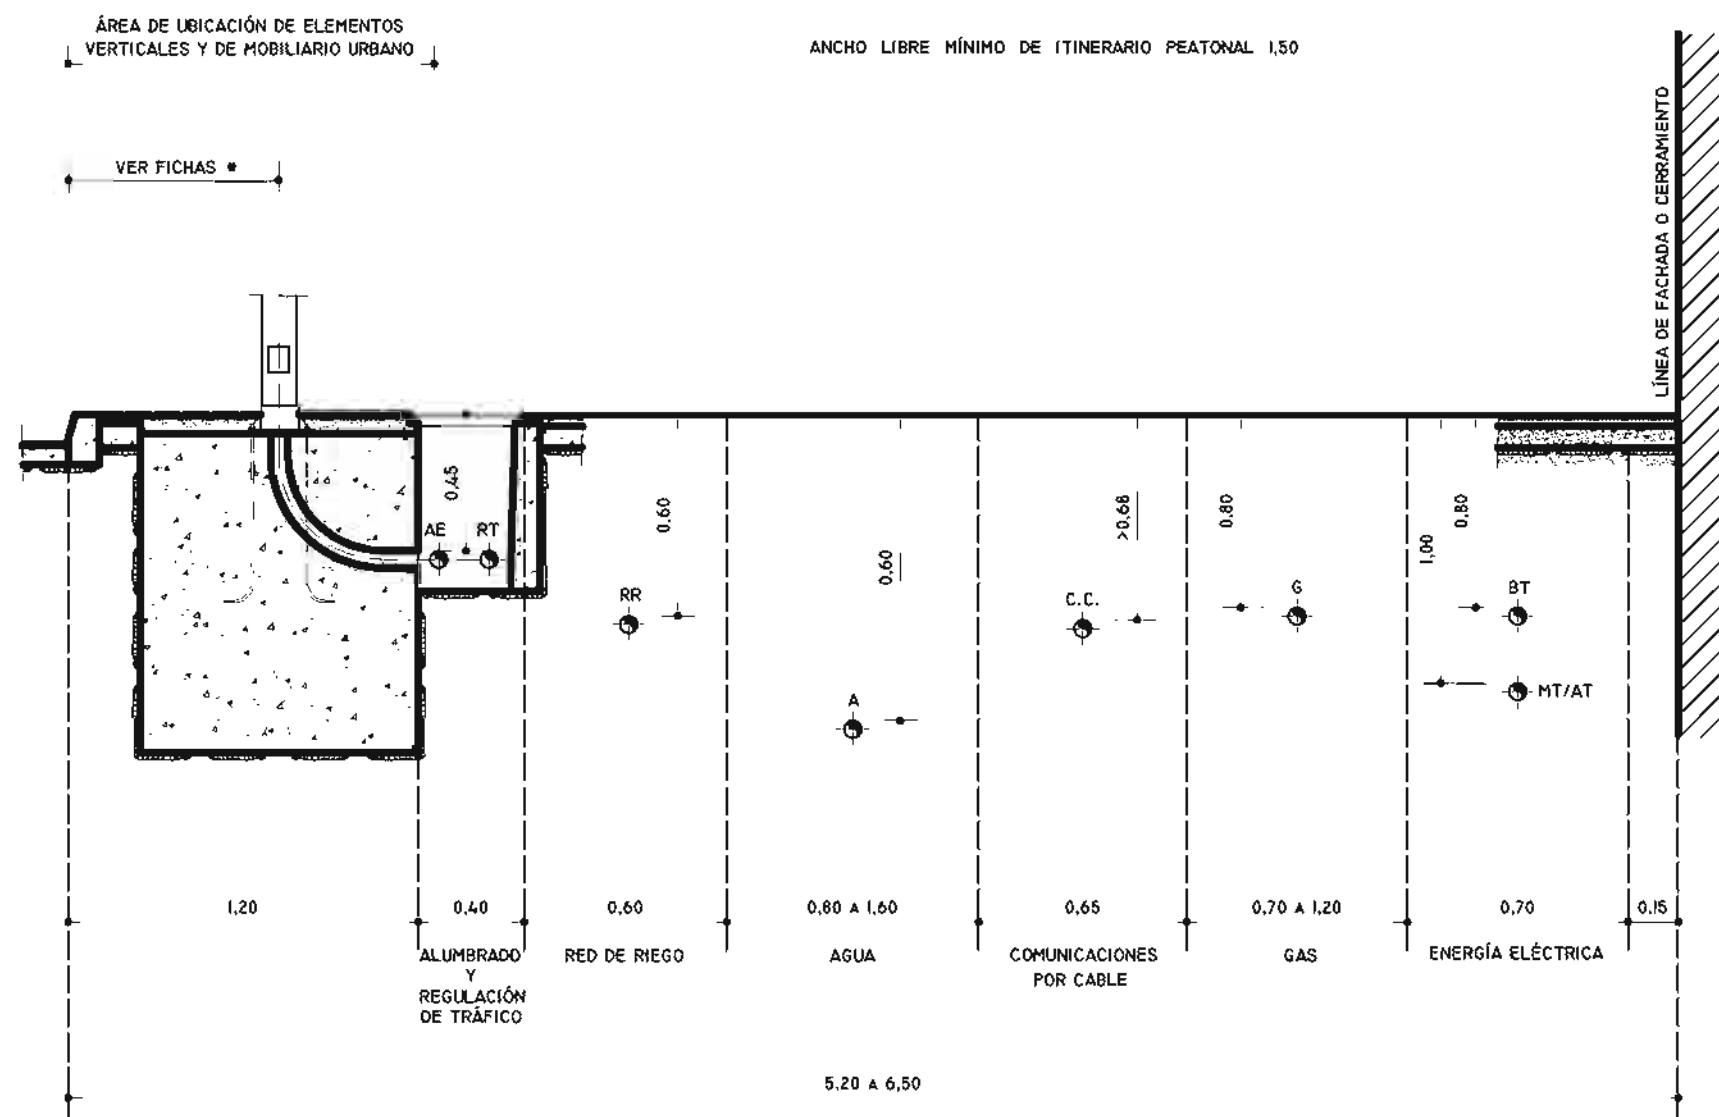 ÁREA DE UBICACIÓN DE ELEMENTOS
VERTICALES Y DE MOBILIARIO URBANO
ANCHO LIBRE MÍNIMO DE ITINERARIO PEATONAL 1,50
VER FICHAS *
LÍNEA DE FACHADA O CERRAMIENTO
0,45
AE
RT
0,60
RR
0,60
A
>0,68
C.C.
0,80
G
1,00
0,80
BT
MT/AT
1,20
0,40
0,60
0,80 A 1,60
0,65
0,70 A 1,20
0,70
0,15
ALUMBRADO
Y
REGULACIÓN
DE TRÁFICO
RED DE RIEGO
AGUA
COMUNICACIONES
POR CABLE
GAS
ENERGÍA ELÉCTRICA
5,20 A 6,50